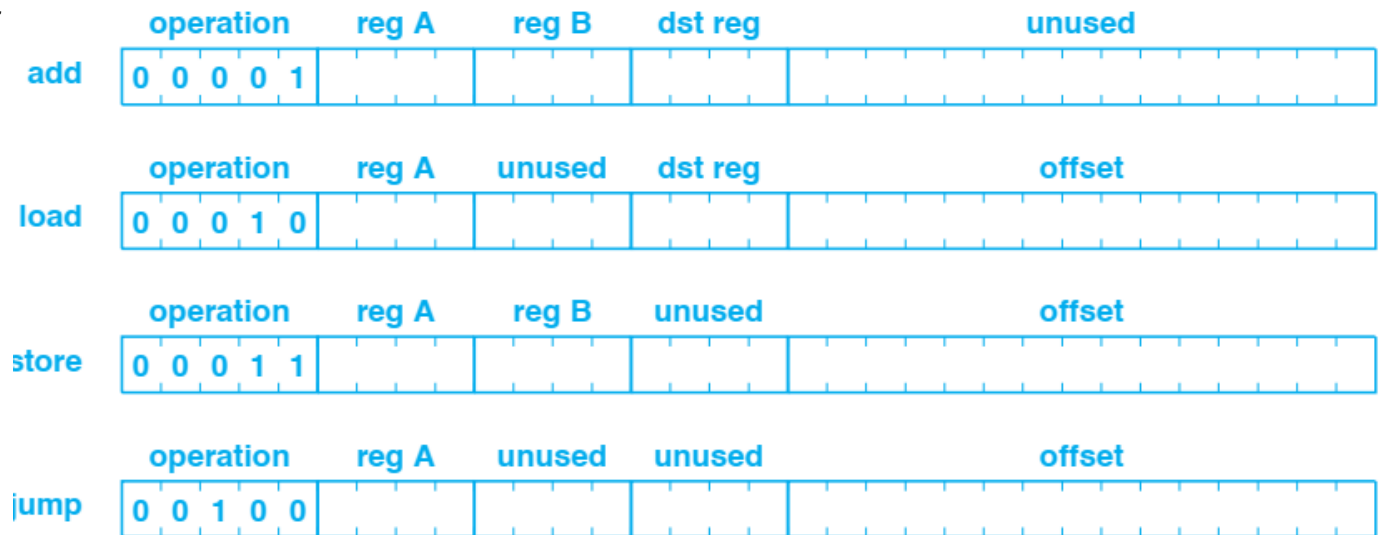 operation reg A reg B dst reg unused
add 0 0 0 0 1
operation reg A unused dst reg offset
load 0 0 0 1 0
operation reg A reg B unused offset
store 0 0 0 1 1
operation reg A unused unused offset
jump 0 0 1 0 0